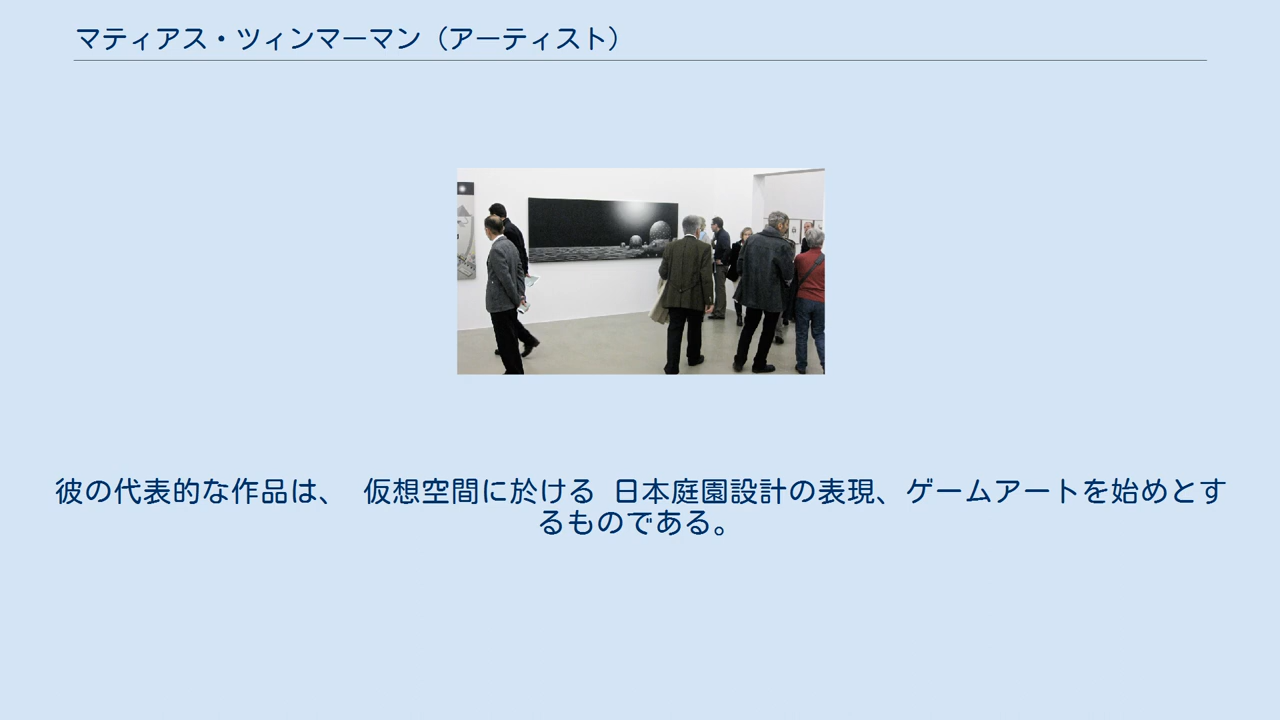 マティアス・ツィンマーマン（アーティスト）
彼の代表的な作品は、 仮想空間に於ける 日本庭園設計の表現、ゲームアートを始めとす
るものである。